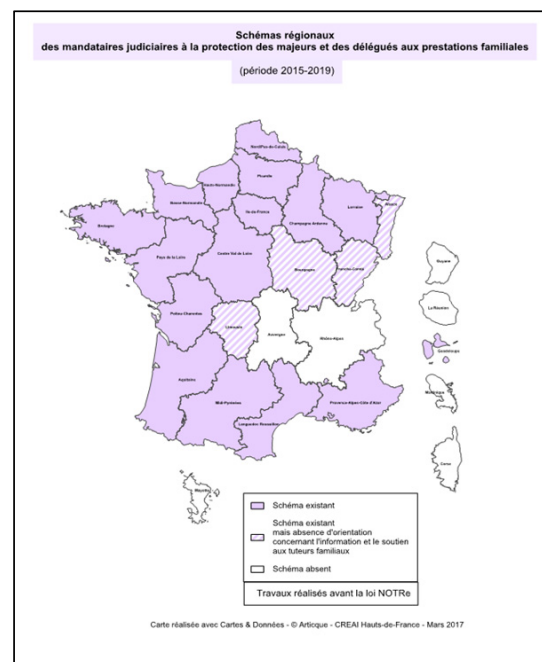 Schémas régionaux
des mandataires judiciaires à la protection des majeurs et des délégués aux prestations familiales
(période 2015-2019)
Nord/Pas-de-Calais
Picardie
Haute-Normandie
Basse-Normandie
Ile-de-France
Champagne-Ardenne
Lorraine
Alsace
Bretagne
Pays de la Loire
Centre Val de Loire
Bourgogne
Franche-Comté
Guyane
La Réunion
Poitou-Charentes
Limousin
Auvergne
Rhône-Alpes
Guadeloupe
Martinique
Aquitaine
Midi-Pyrénées
Languedoc-Roussillon
Provence-Alpes-Côte d'Azur
Corse
Mayotte
Schéma existant
Schéma existant
mais absence d'orientation
concernant l'information et le soutien
aux tuteurs familiaux
Schéma absent
Travaux réalisés avant la loi NOTRe
Carte réalisée avec Cartes & Données - © Articque - CREAI Hauts-de-France - Mars 2017